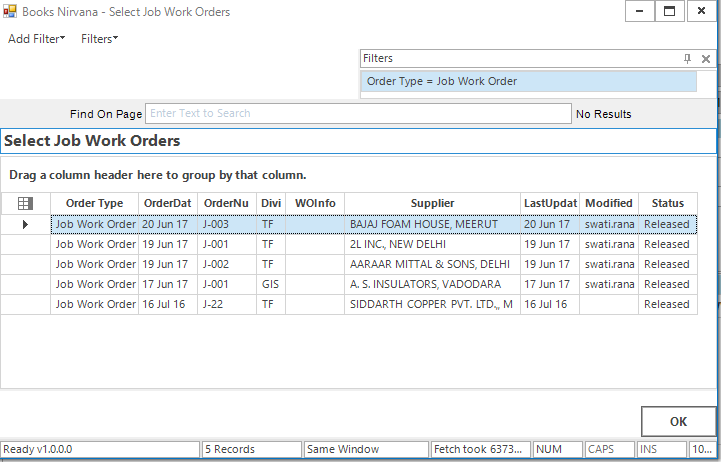 Books Nirvana - Select Job Work Orders
Add Filter Filters
Filters
Order Type = Job Work Order
Find On Page Enter Text to Search No Results
Select Job Work Orders
Drag a column header here to group by that column.
Order Type OrderDat OrderNu Divi WOInfo Supplier LastUpdat Modified Status
Job Work Order 20 Jun 17 J-003 TF BAJAJ FOAM HOUSE, MEERUT 20 Jun 17 swati.rana Released
Job Work Order 19 Jun 17 J-001 TF 2L INC., NEW DELHI 19 Jun 17 swati.rana Released
Job Work Order 19 Jun 17 J-002 TF AARAAR MITTAL & SONS, DELHI 19 Jun 17 swati.rana Released
Job Work Order 17 Jun 17 J-001 GIS A. S. INSULATORS, VADODARA 17 Jun 17 swati.rana Released
Job Work Order 16 Jul 16 J-22 TF SIDDARTH COPPER PVT. LTD.,, M 16 Jul 16 Released
OK
Ready v1.0.0.0 5 Records Same Window Fetch took 6373... NUM CAPS INS 10...